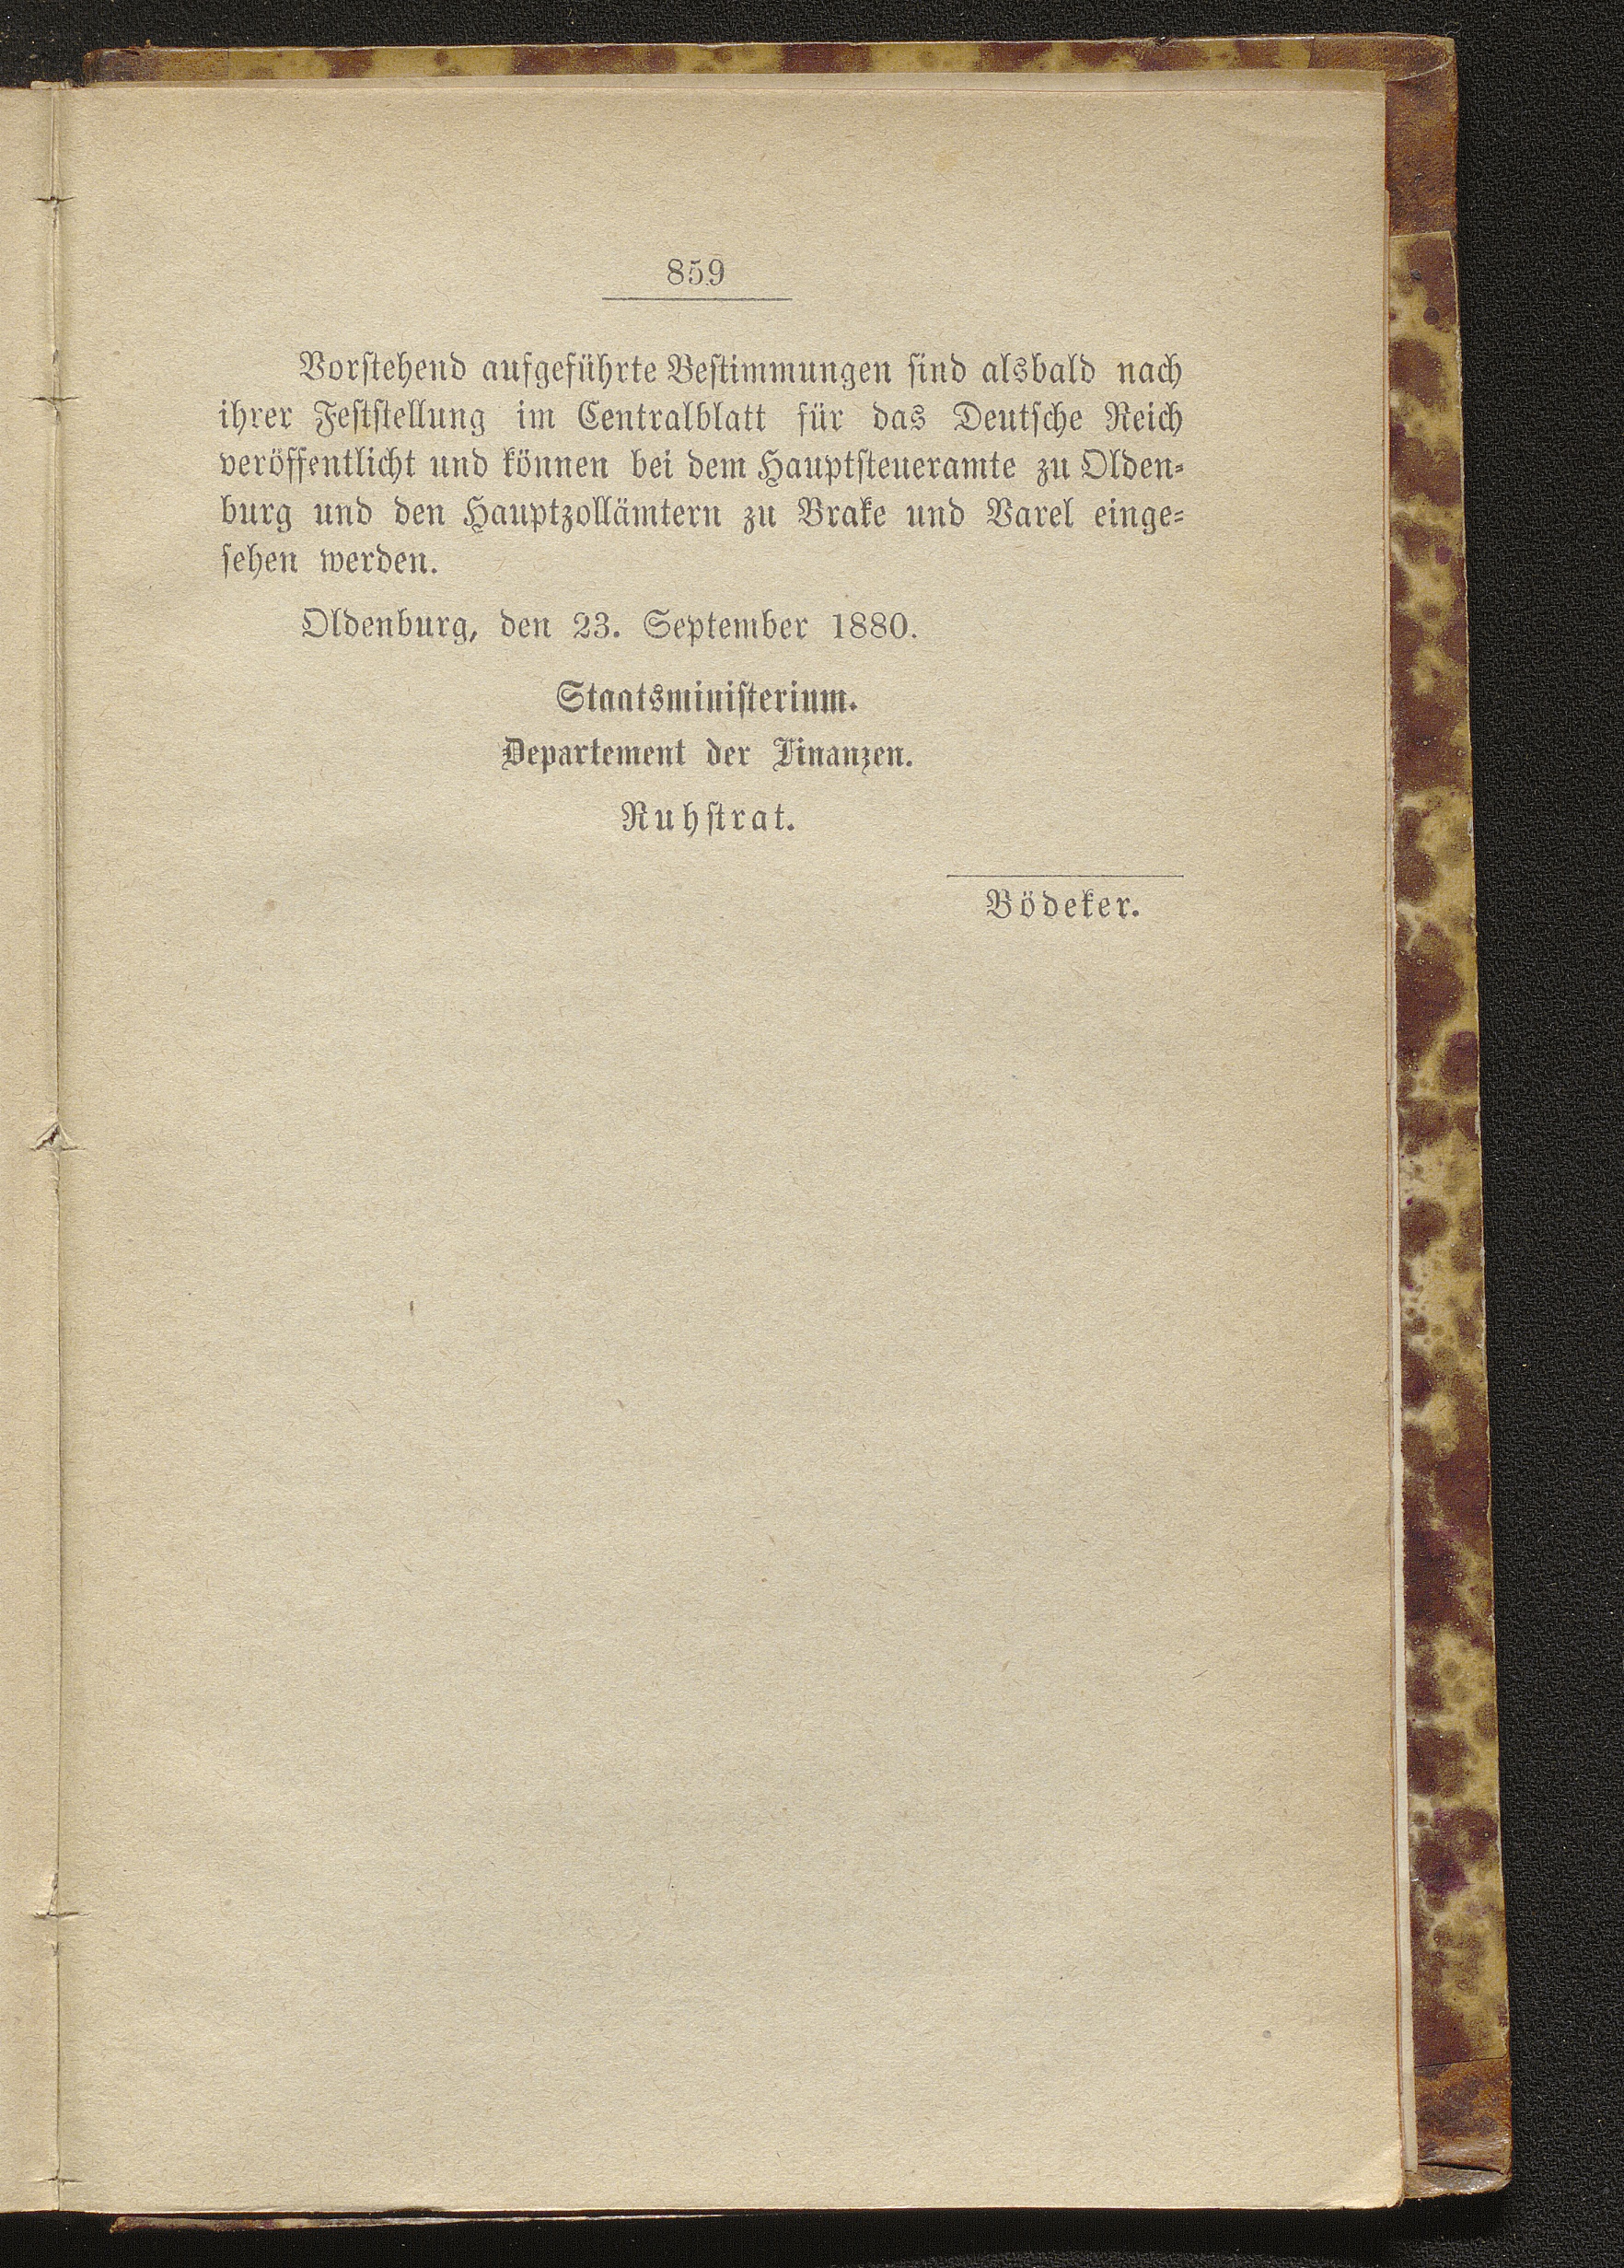 859
Vorſtehend aufgeführte Beſtimmungen ſind alsbald nach
ihrer Feſtſtellung im Centralblatt für das Deutſche Reich
veröffentlicht und können bei dem Hauptſteueramte zu Olden⸗
burg und den Hauptzollämtern zu Brake und Varel einge⸗
ſehen werden.
Oldenburg, den 23. September 1880.
Staatsminiſterium.
Departement der Finanzen.
Ruhſtrat.
Bödeker.